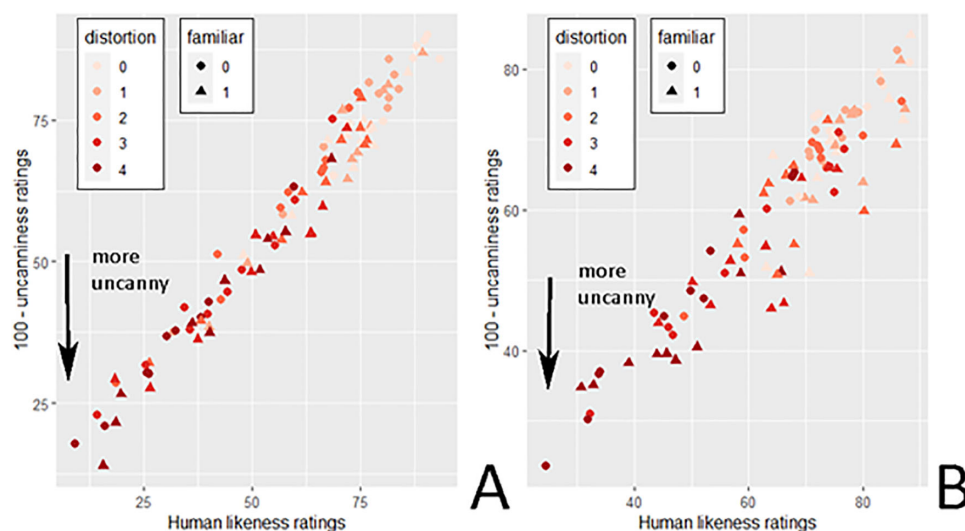 distortion
0
1
2
3
4
familiar
0
1
100 - uncanniness ratings
75
50
25
more
uncanny
25
50
75
Human likeness ratings
A
distortion
0
1
2
3
4
familiar
0
1
100 - uncanniness ratings
80
60
40
more
uncanny
40
60
80
Human likeness ratings
B